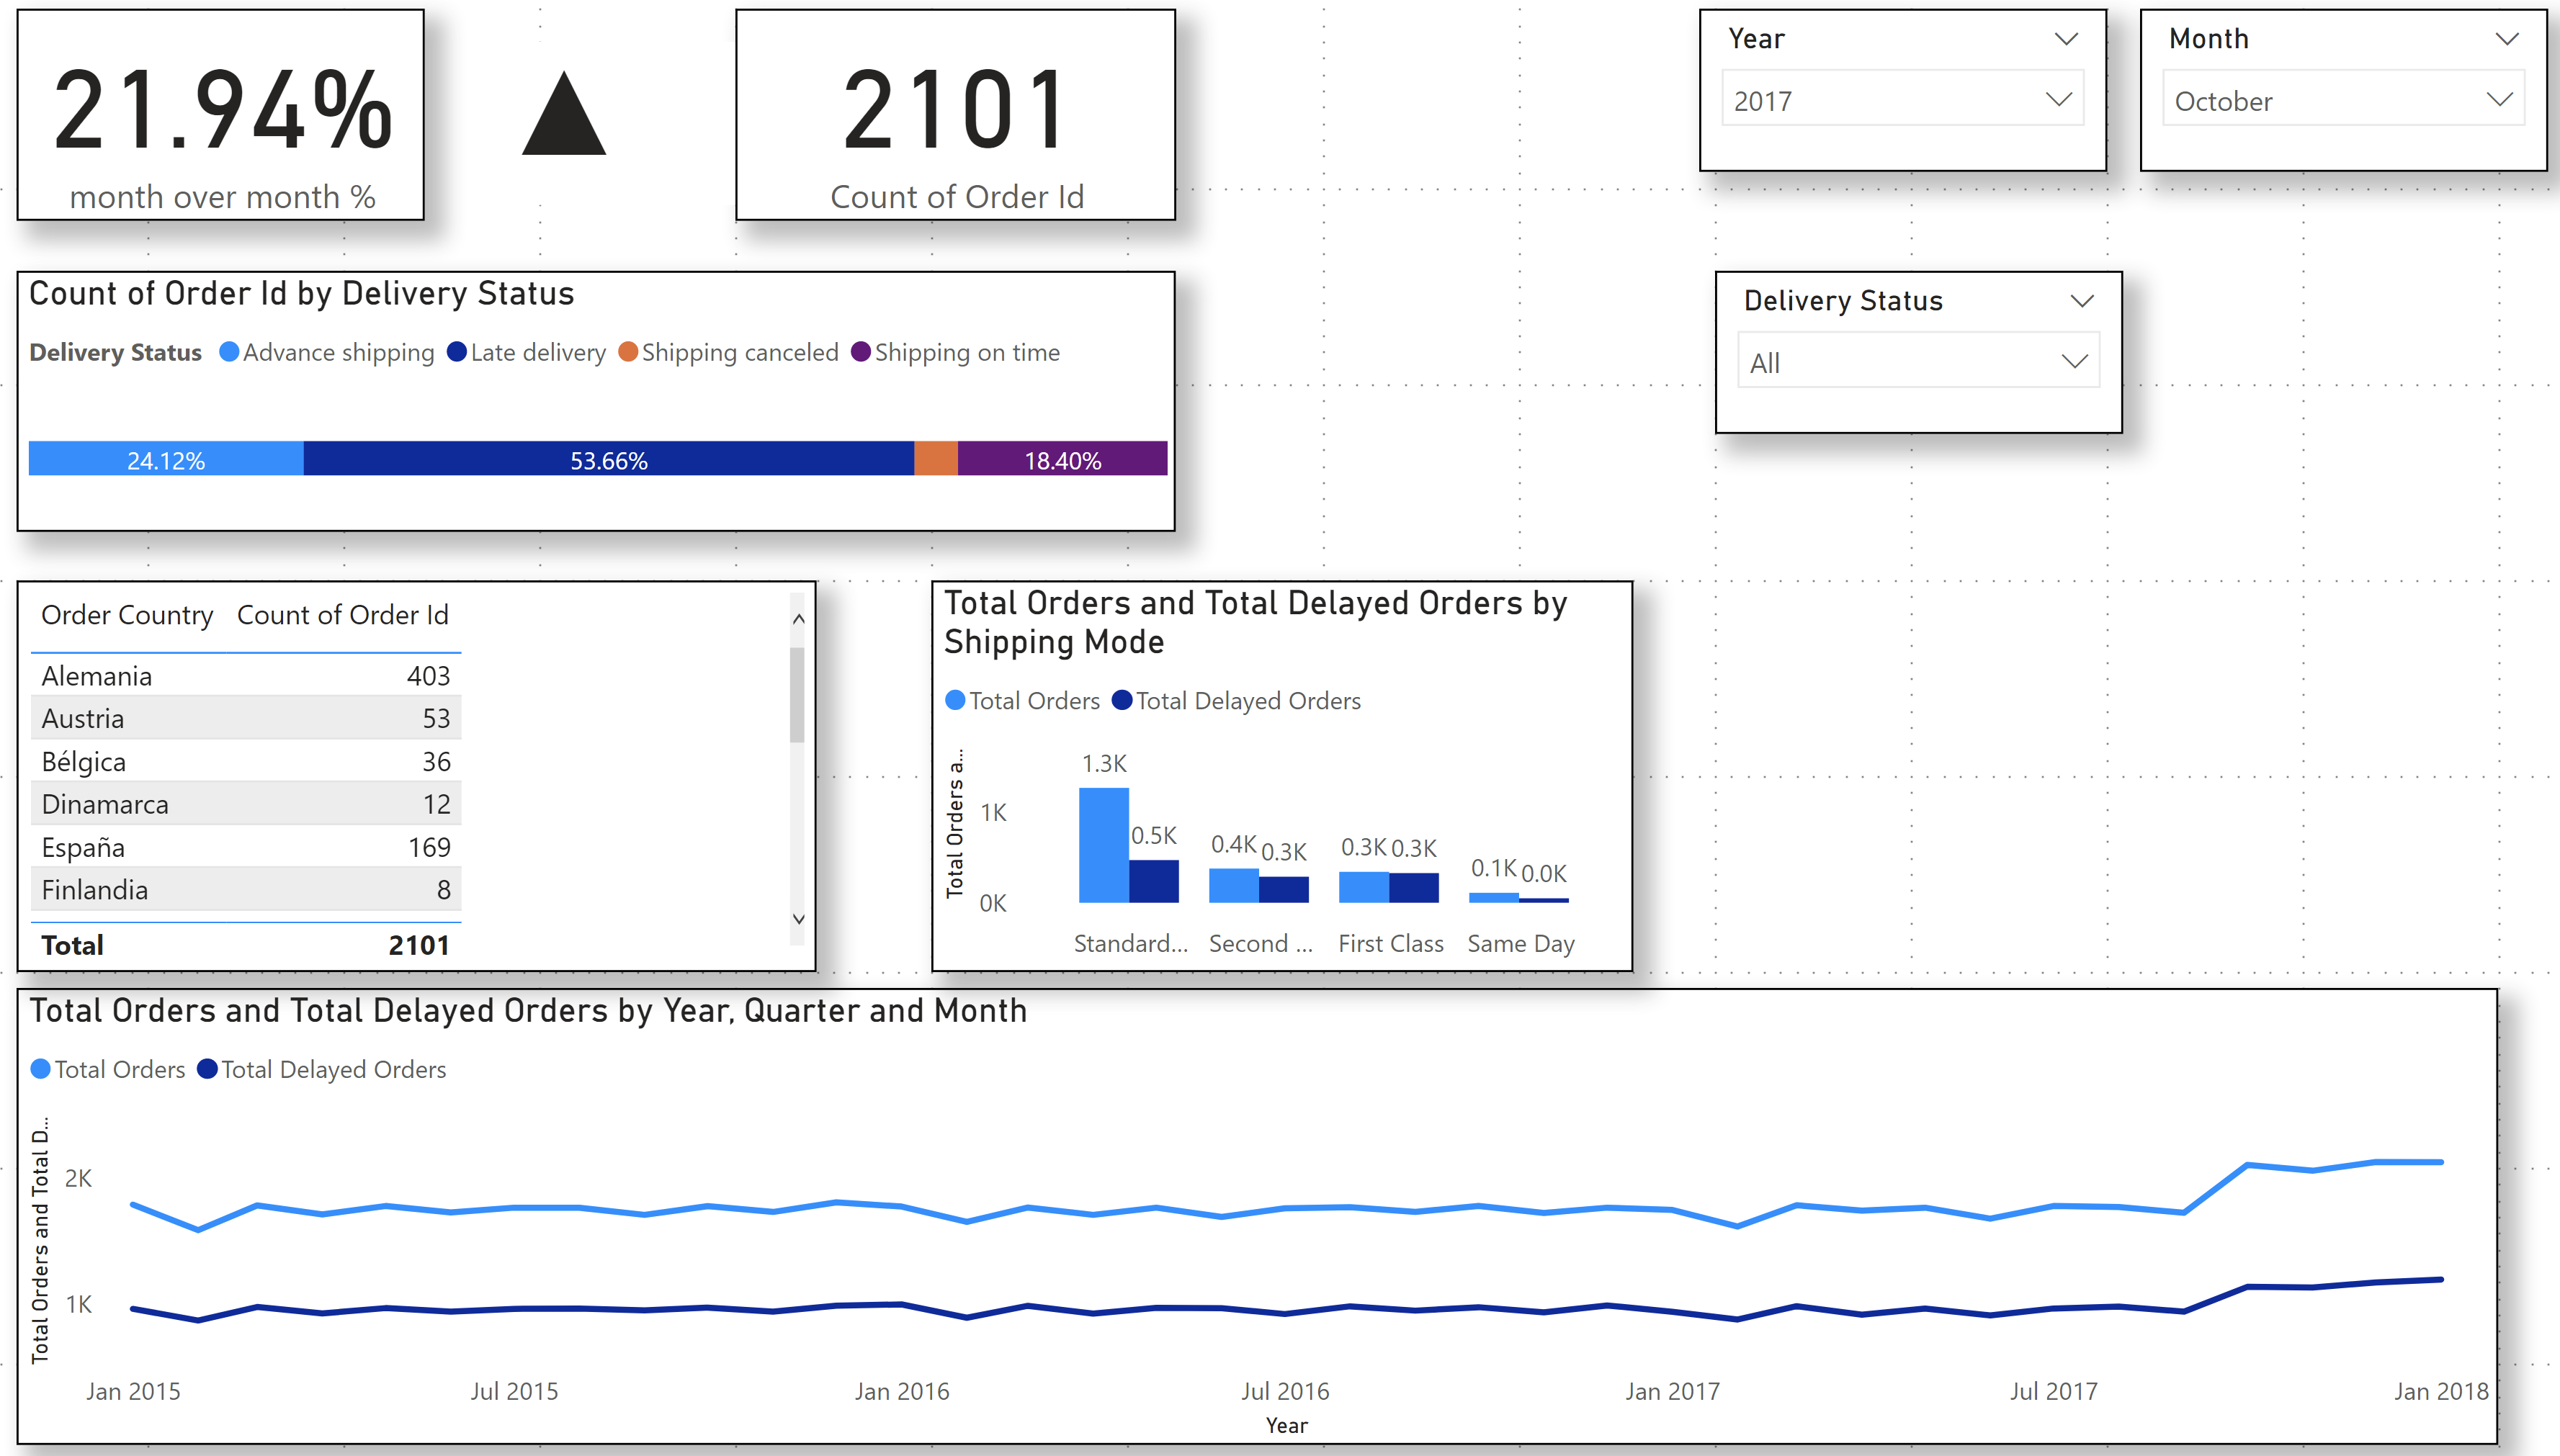 21.94%
month over month %
2101
Count of Order Id
Year
2017
Month
October
Count of Order Id by Delivery Status
Delivery Status Advance shipping Late delivery Shipping canceled Shipping on time
24.12% 53.66% 18.40%
Delivery Status
All
Order Country Count of Order Id
Alemania 403
Austria 53
Bélgica 36
Dinamarca 12
España 169
Finlandia 8
Total 2101
Total Orders and Total Delayed Orders by
Shipping Mode
Total Orders Total Delayed Orders
Total Orders a...
1K
0K
1.3K 0.5K 0.4K 0.3K 0.3K 0.3K 0.1K 0.0K
Standard... Second ... First Class Same Day
Total Orders and Total Delayed Orders by Year, Quarter and Month
Total Orders Total Delayed Orders
Total Orders and Total D...
2K
1K
Jan 2015 Jul 2015 Jan 2016 Jul 2016 Jan 2017 Jul 2017 Jan 2018
Year